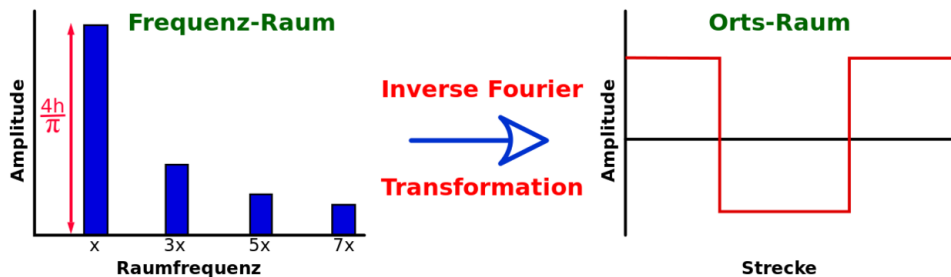 Frequenz-Raum
Amplitude
4h
π
x
3x
5x
7x
Raumfrequenz
Inverse Fourier
Transformation
Orts-Raum
Amplitude
Strecke